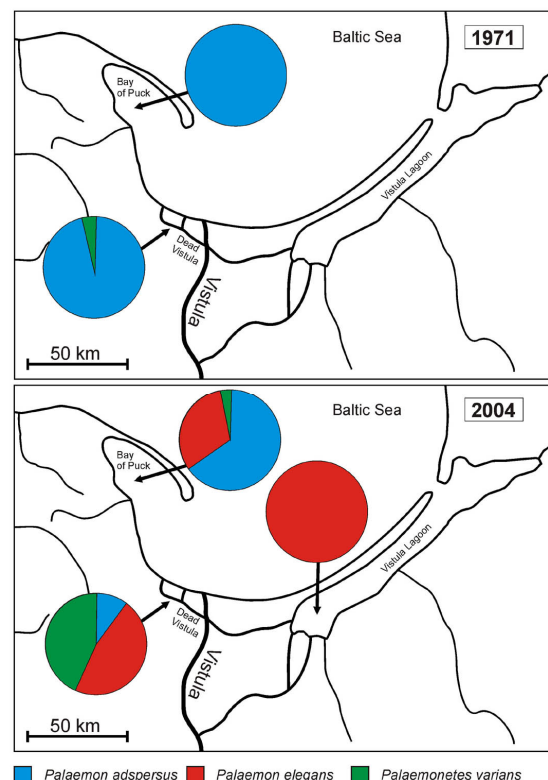 Baltic Sea
1971
Bay
of Puck
Vistula Lagoon
Dead
Vistula
Vistula
50 km
Baltic Sea
2004
Bay
of Puck
Vistula Lagoon
Dead
Vistula
Vistula
50 km
Palaemon adspersus Palaemon elegans Palaemonetes varians